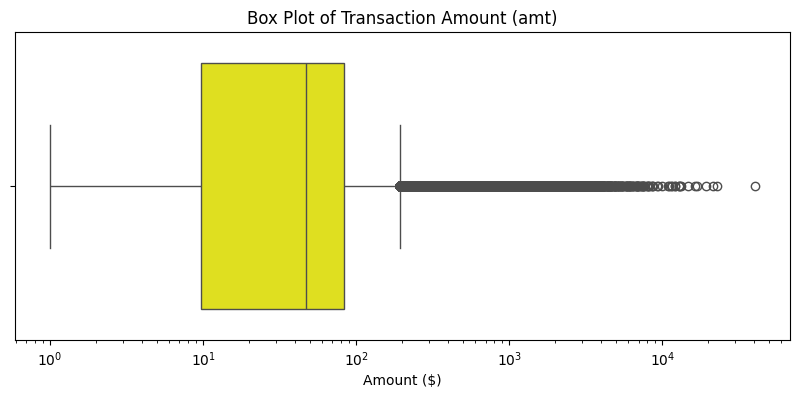 Box Plot of Transaction Amount (amt)
10⁰ 10¹ 10² 10³ 10⁴
Amount ($)